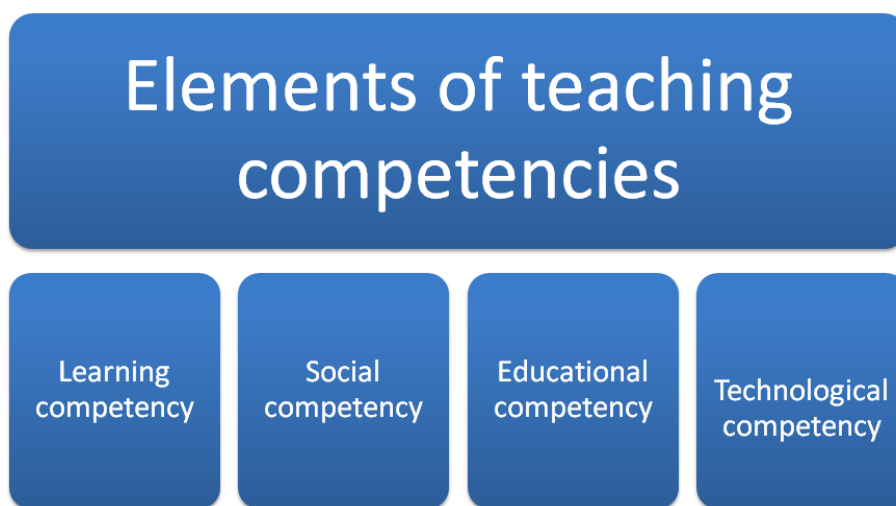 Elements of teaching
competencies
Learning
competency
Social
competency
Educational
competency
Technological
competency